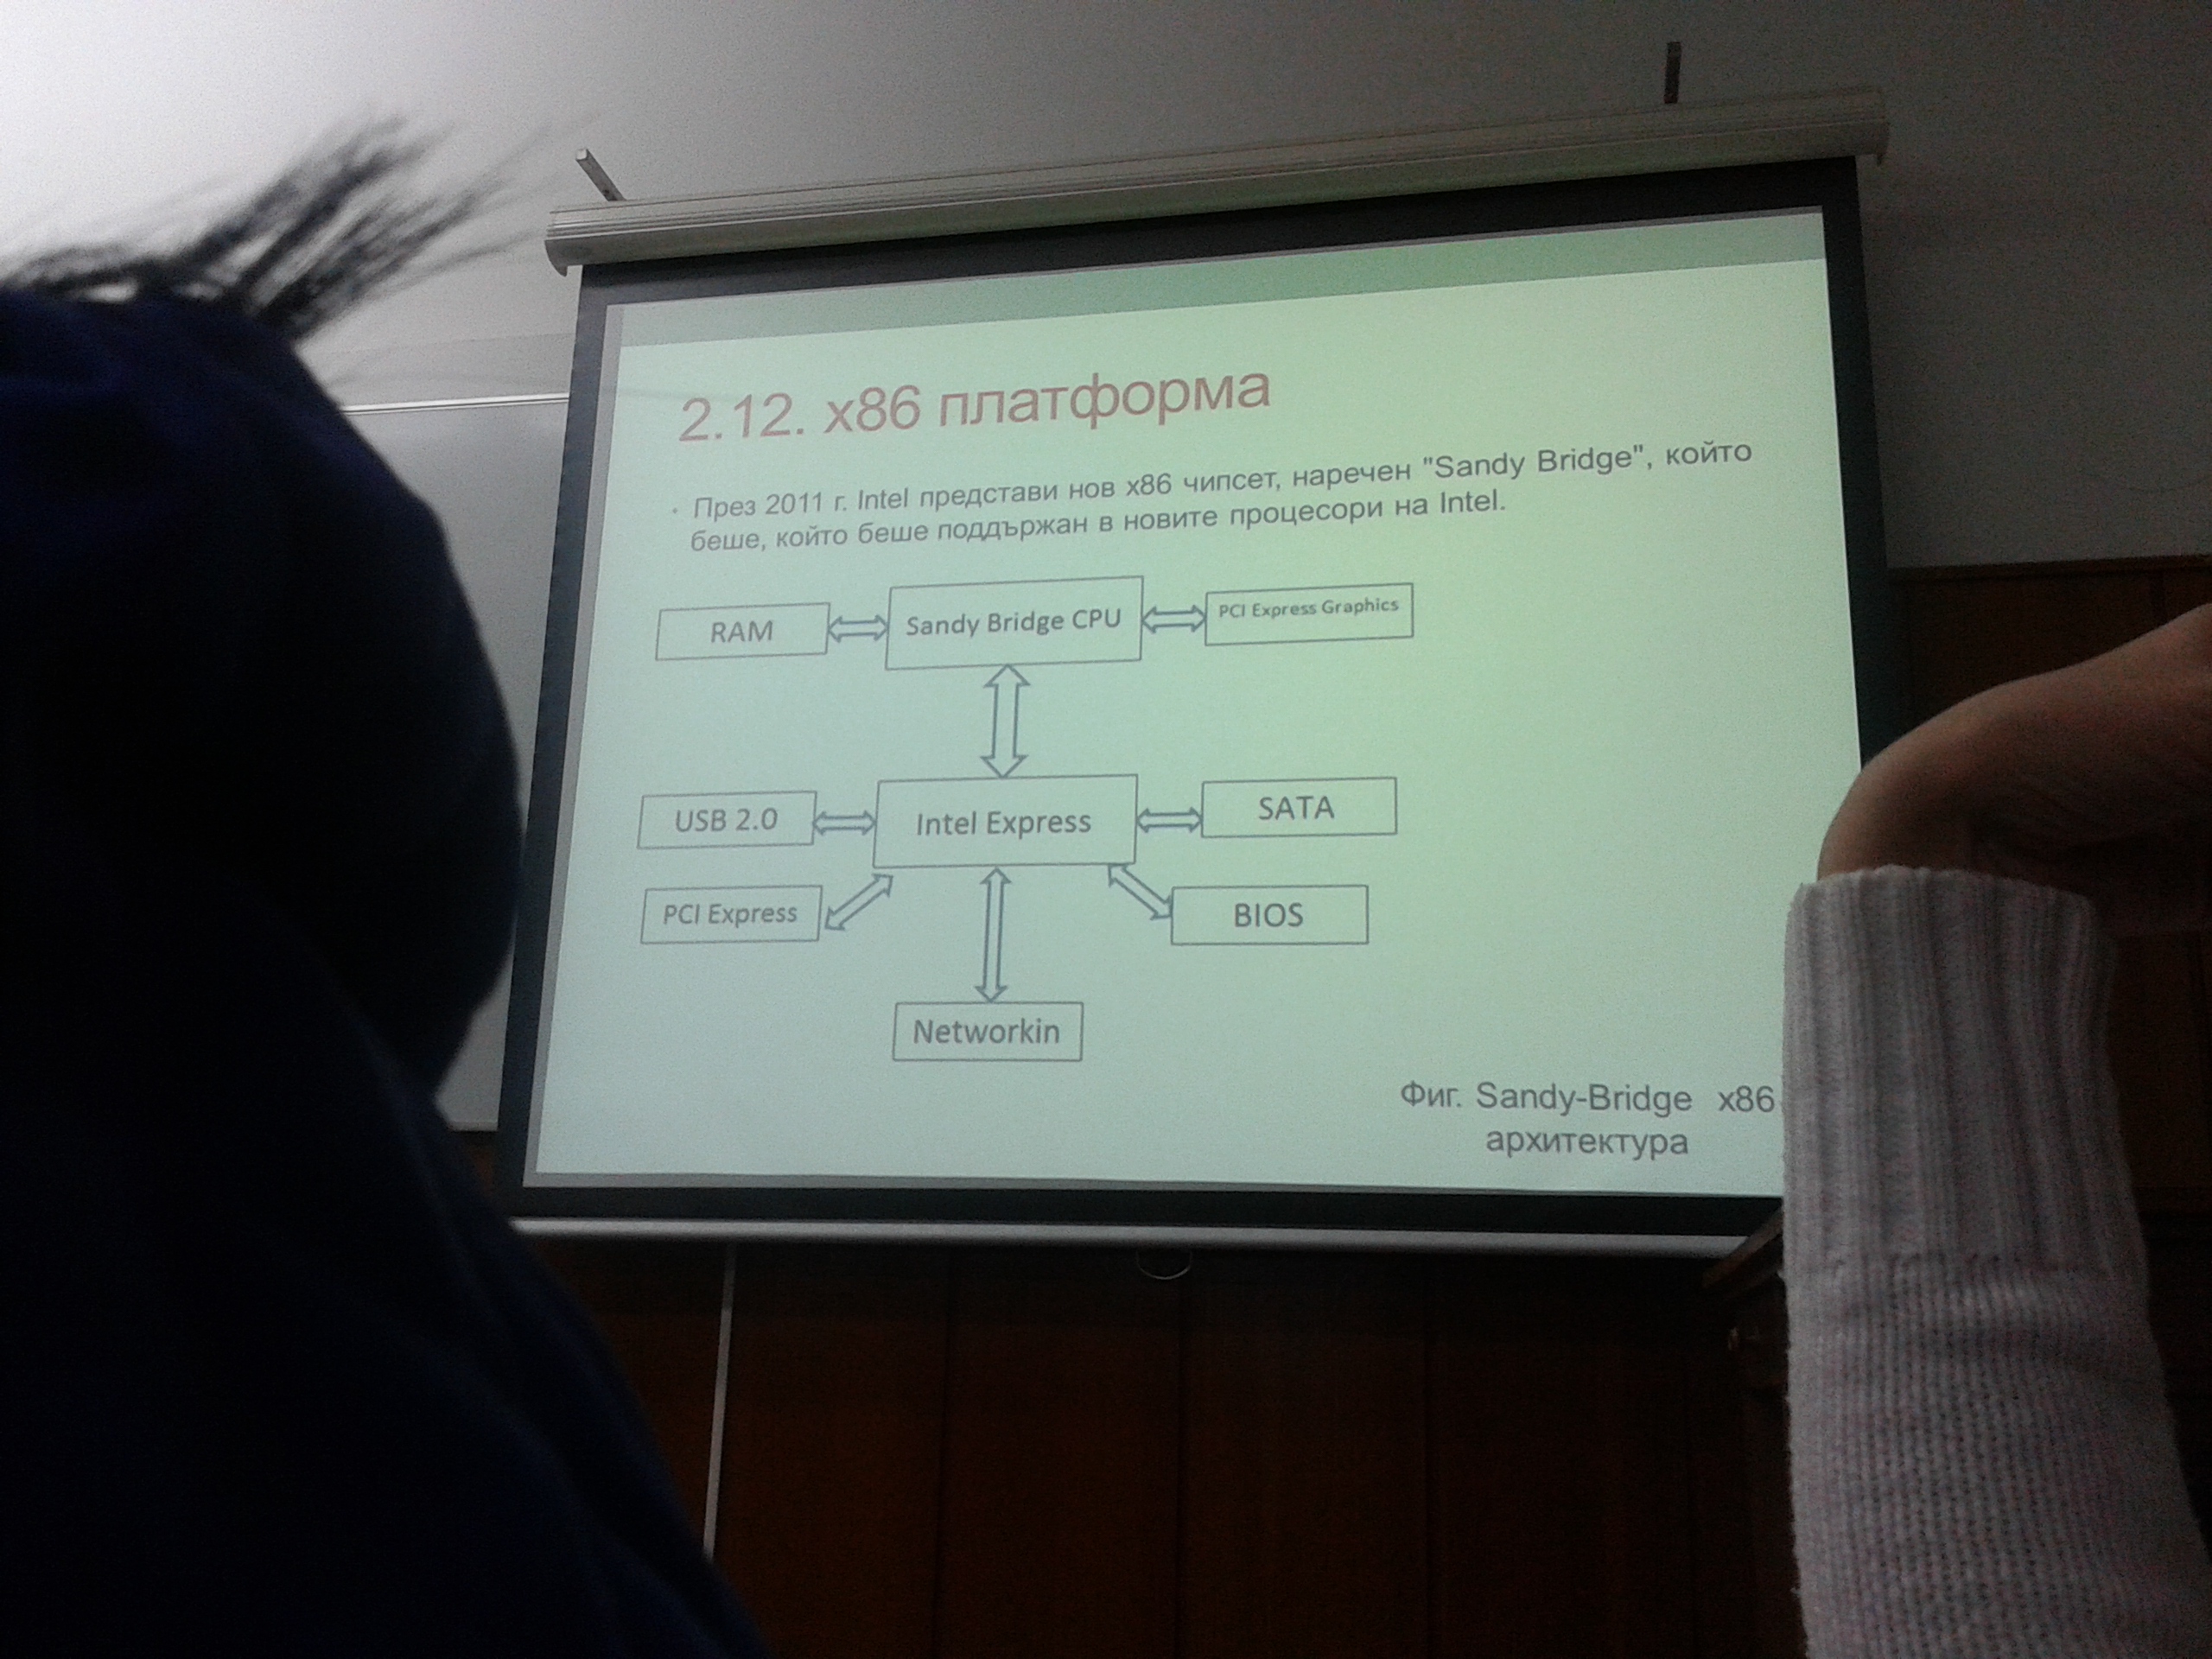 2.12. x86 платформа
• През 2011 г. Intel представи нов x86 чипсет, наречен "Sandy Bridge", който
беше, който беше поддържан в новите процесори на Intel.
RAM
Sandy Bridge CPU
PCI Express Graphics
USB 2.0
Intel Express
SATA
PCI Express
BIOS
Networkin
Фиг. Sandy-Bridge x86
архитектура